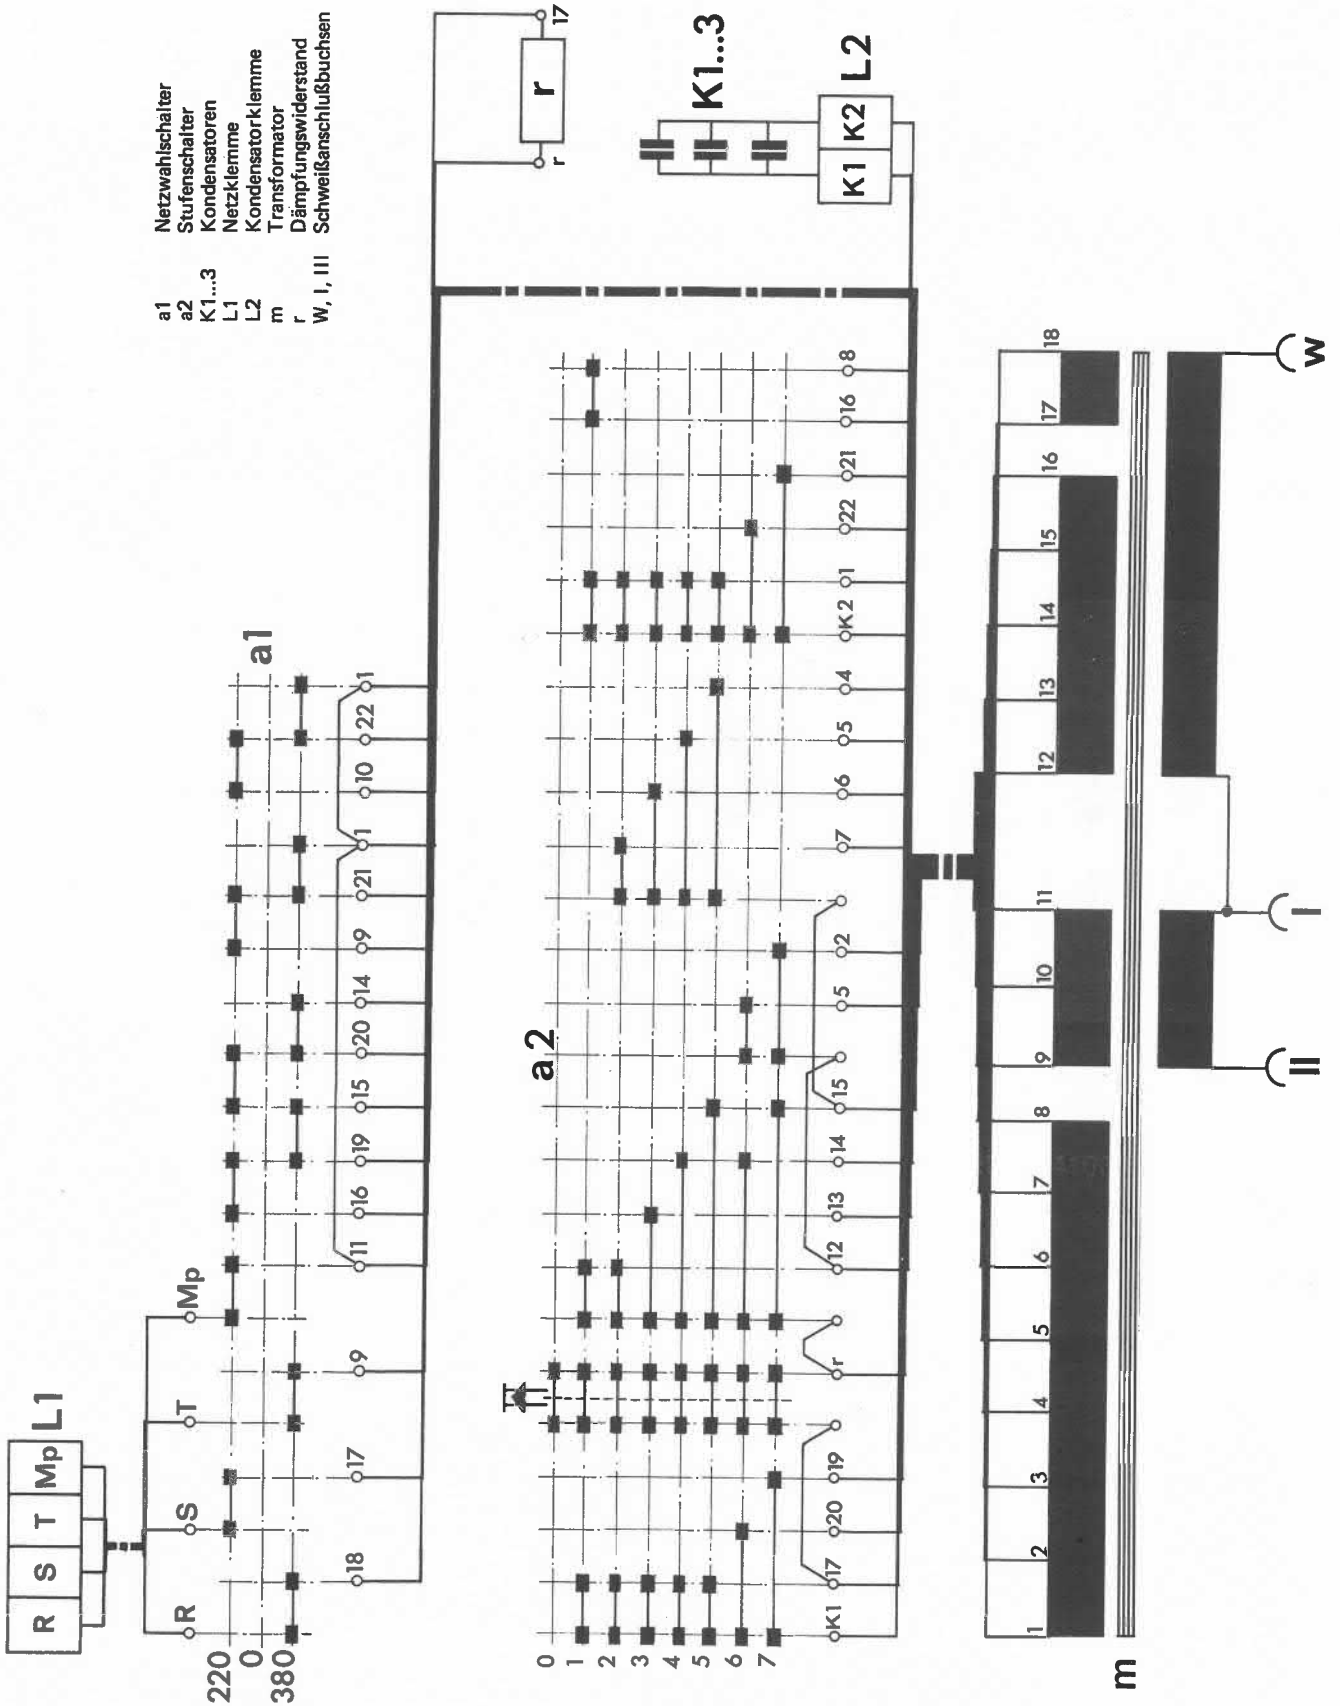 a1 Netzwahlschalter
a2 Stufenschalter
K1...3 Kondensatoren
L1 Netzklemme
L2 Kondensatorklemme
m Transformator
r Dämpfungswiderstand
W, I, III Schweißanschlußbuchsen
R S T Mp L1
R S T Mp
220
0
380
a1
18 17 9 11 16 19 15 20 14 9 21 1 10 22 1
r
r 17
K1...3
K1 K2 L2
a2
0
1
2
3
4
5
6
7
K1 17 20 19 r 12 13 14 15 5 2 7 6 5 4 K2 1 22 21 16 8
1 2 3 4 5 6 7 8 9 10 11 12 13 14 15 16 17 18
m
II I W